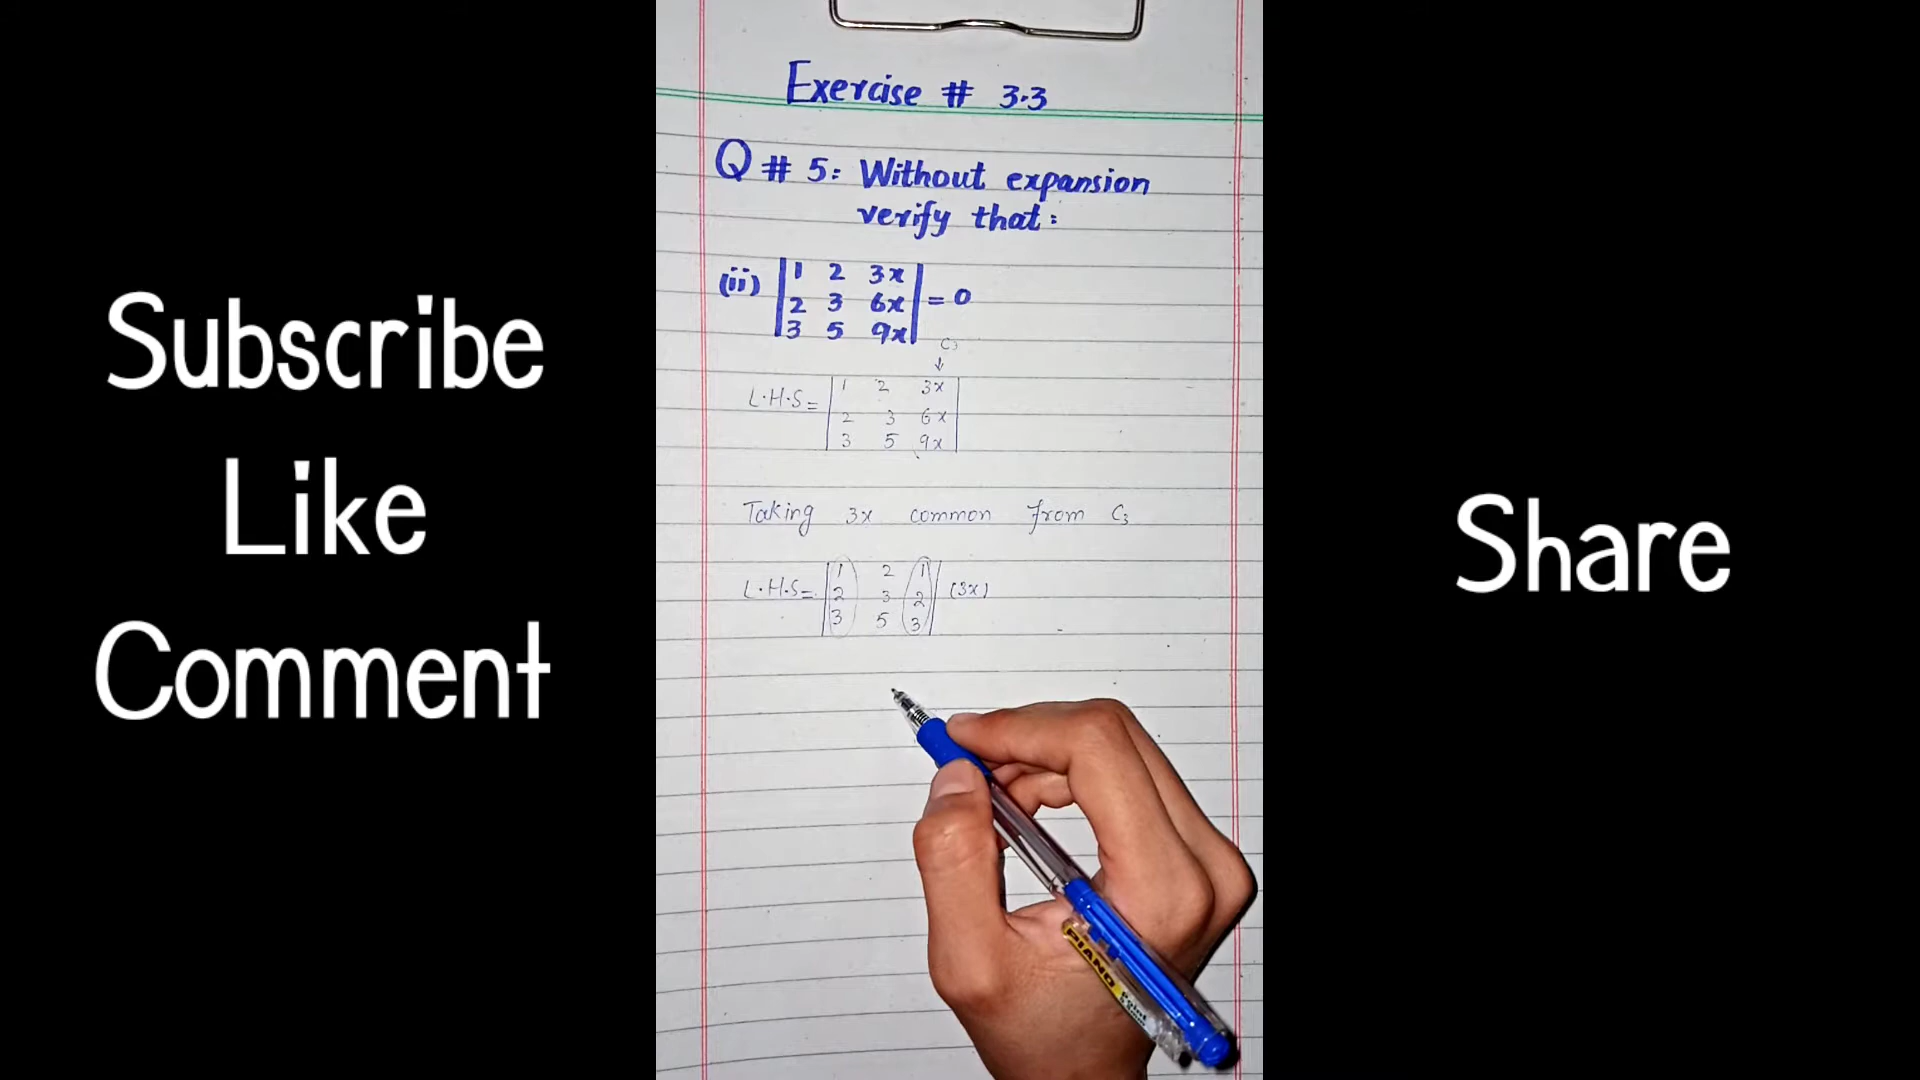 Subscribe
Like
Comment
Exercise # 3.3
Q # 5: Without expansion
verify that:
(ii) | 1 2 3x |
| 2 3 6x | = 0
| 3 5 9x |
C₃
↓
L.H.S = | 1 2 3x |
| 2 3 6x |
| 3 5 9x |
Taking 3x common from C₃
L.H.S = | 1 2 1 |
| 2 3 2 | (3x)
| 3 5 3 |
PIANO
Point
Share